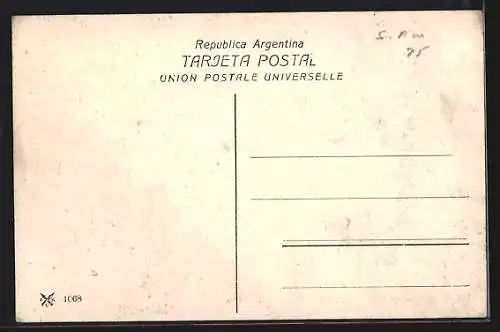 Republica Argentina
TARJETA POSTAL
UNION POSTALE UNIVERSELLE
1068